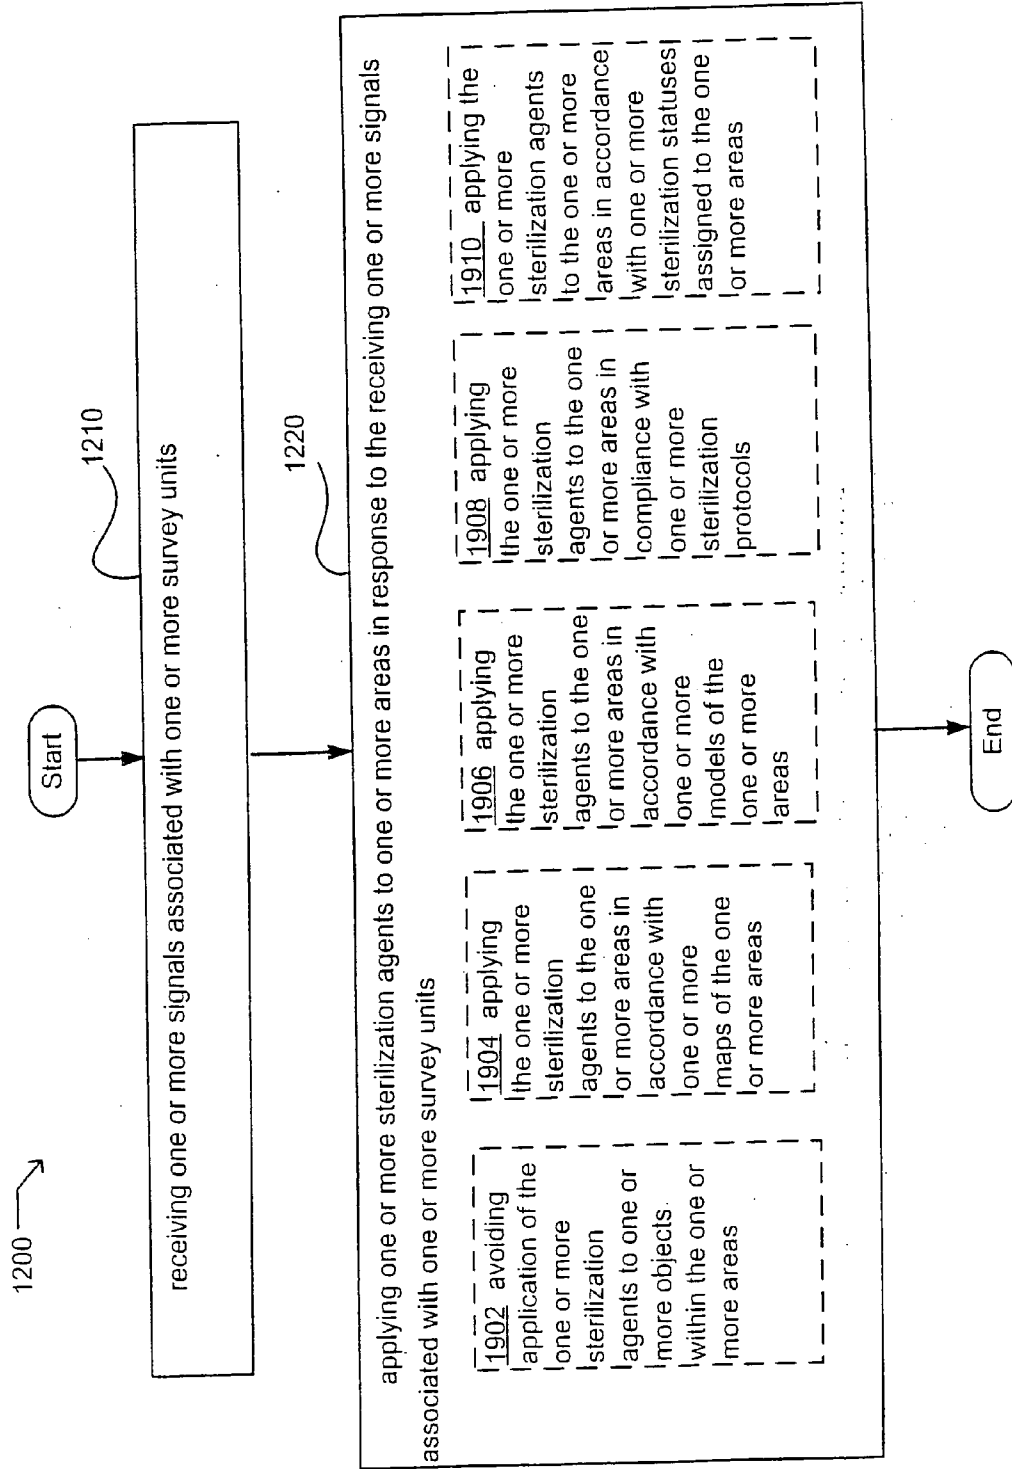 1200
Start
1210
receiving one or more signals associated with one or more survey units
1220
applying one or more sterilization agents to one or more areas in response to the receiving one or more signals
associated with one or more survey units
1902 avoiding
application of the
one or more
sterilization
agents to one or
more objects
within the one or
more areas
1904 applying
the one or more
sterilization
agents to the one
or more areas in
accordance with
one or more
maps of the one
or more areas
1906 applying
the one or more
sterilization
agents to the one
or more areas in
accordance with
one or more
models of the
one or more
areas
1908 applying
the one or more
sterilization
agents to the one
or more areas in
compliance with
one or more
sterilization
protocols
1910 applying the
one or more
sterilization agents
to the one or more
areas in accordance
with one or more
sterilization statuses
assigned to the one
or more areas
End